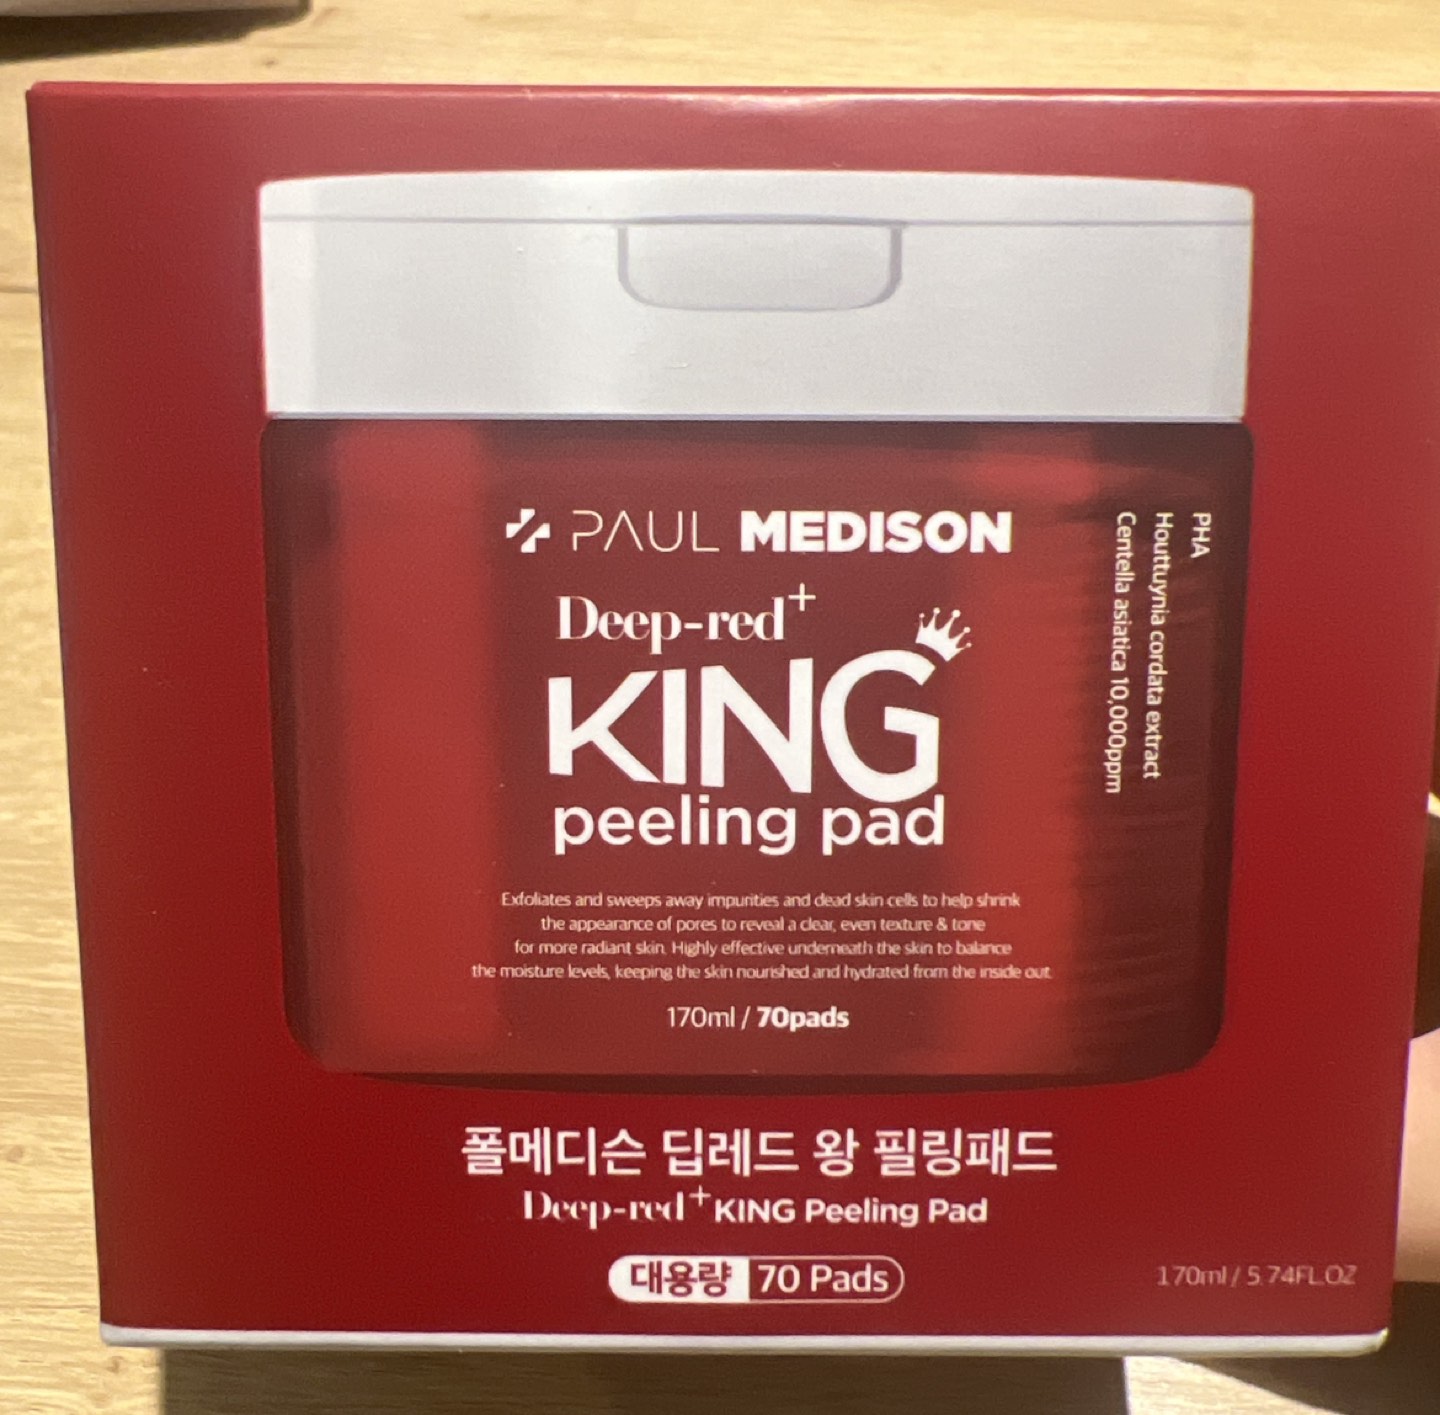 PAUL MEDISON
Deep-red+
KING
peeling pad
Exfoliates and sweeps away impurities and dead skin cells to help shrink
the appearance of pores to reveal a clear, even texture & tone
for more radiant skin. Highly effective underneath the skin to balance
the moisture levels, keeping the skin nourished and hydrated from the inside out.
170ml / 70pads
PHA
Houttuynia cordata extract
Centella asiatica 10,000ppm
폴메디슨 딥레드 왕 필링패드
Deep-red+ KING Peeling Pad
대용량 70 Pads
170ml / 5.74FL.OZ